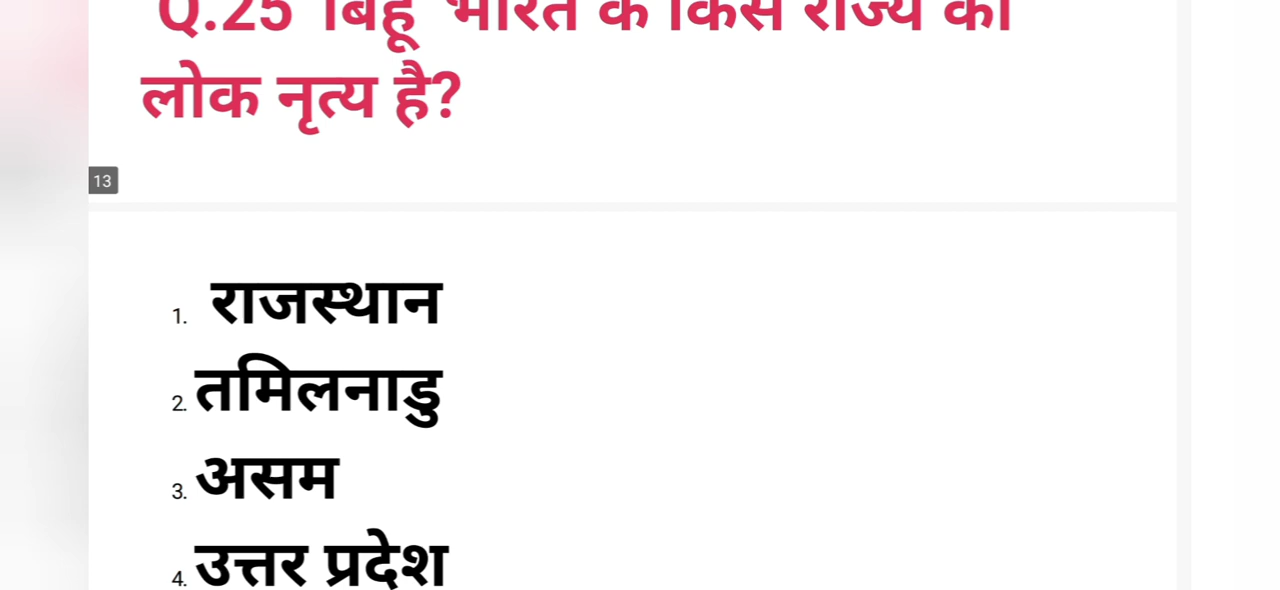 Q.25 'बिहू' भारत के किस राज्य का
लोक नृत्य है?
13
1. राजस्थान
2. तमिलनाडु
3. असम
4. उत्तर प्रदेश